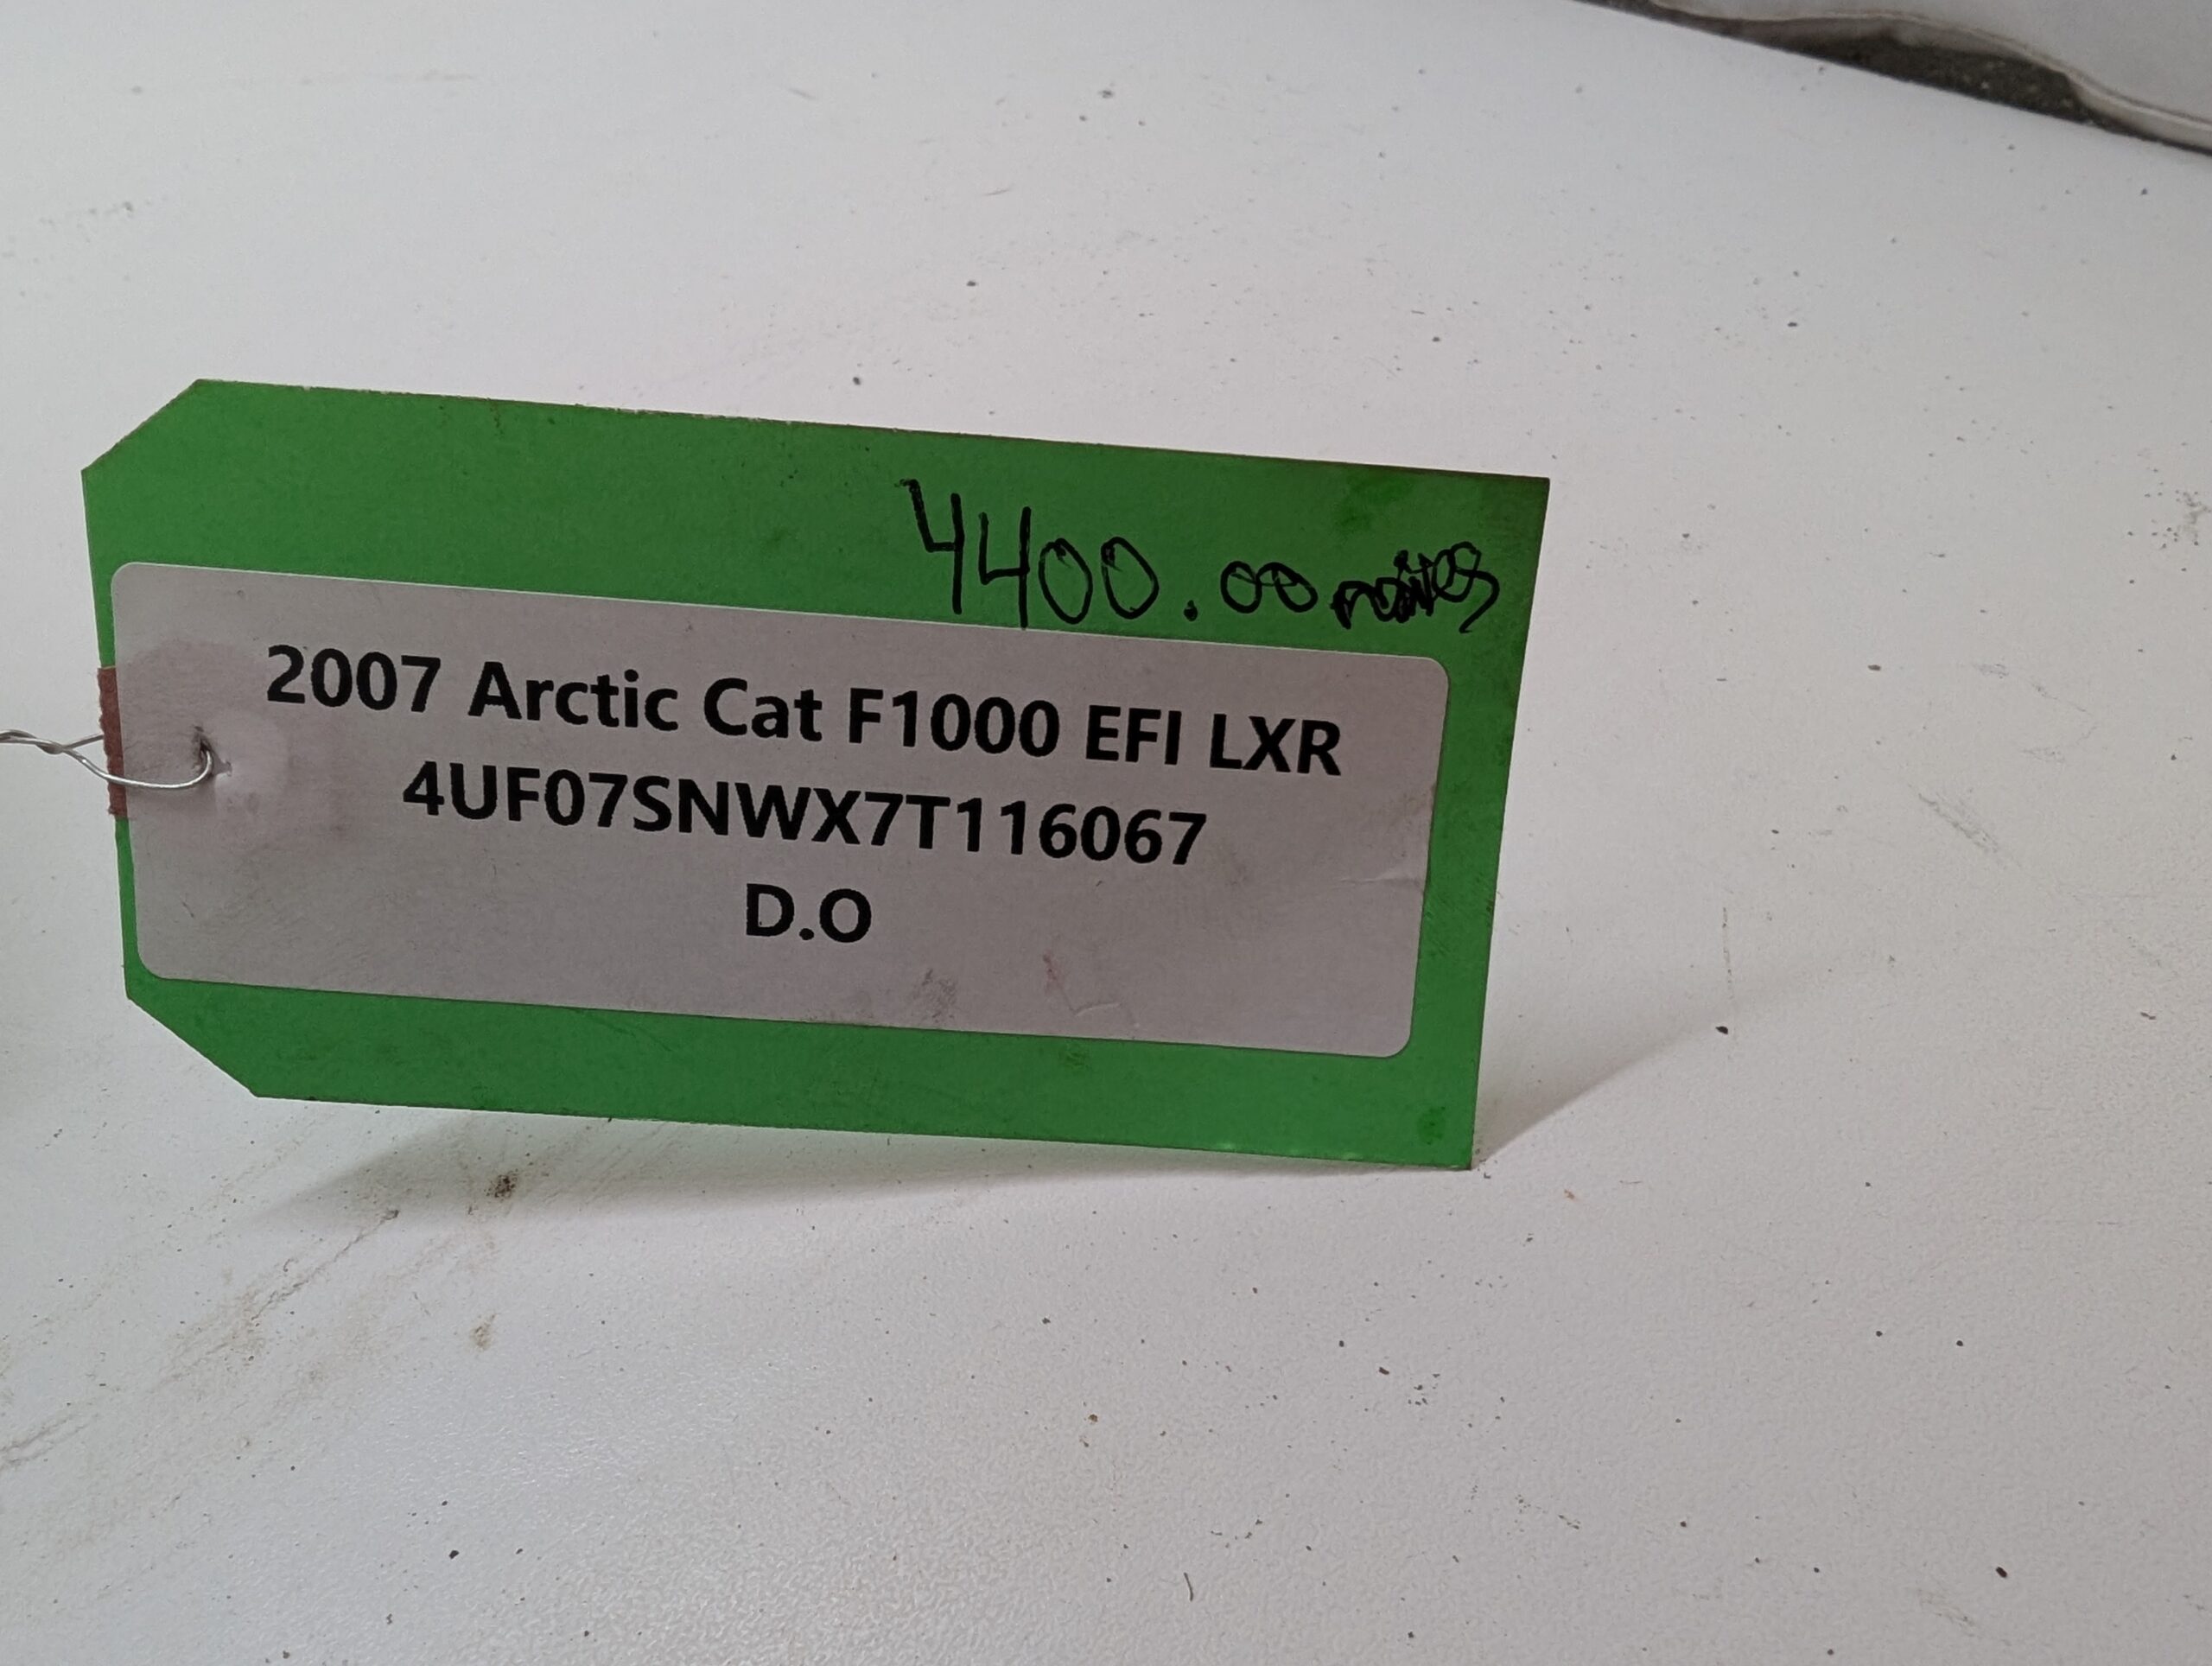 4400.00 miles
2007 Arctic Cat F1000 EFI LXR
4UF07SNWX7T116067
D.O